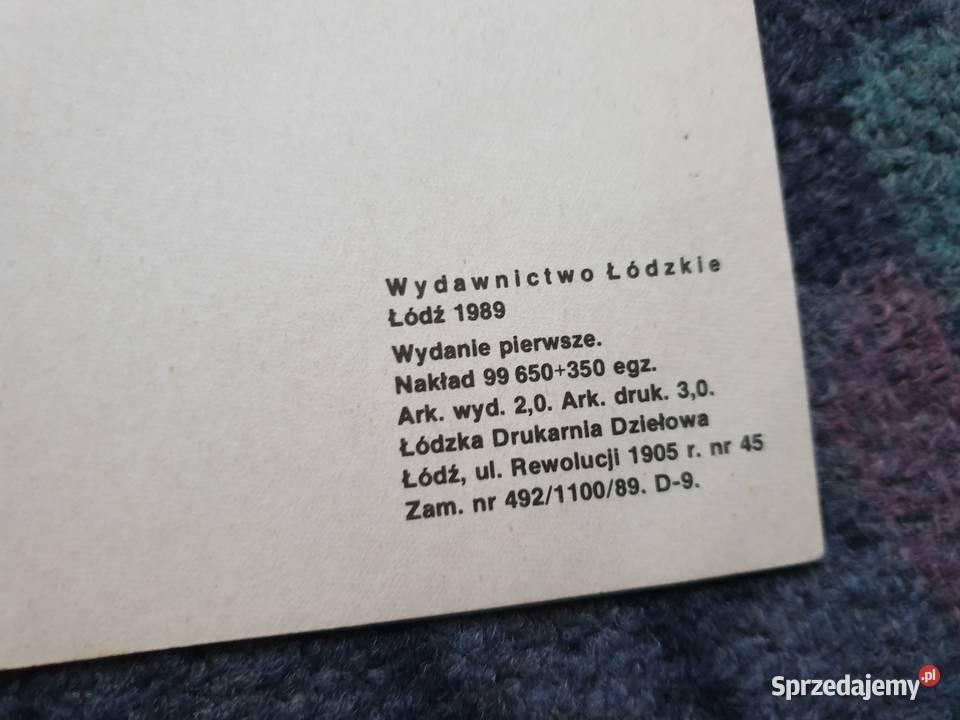 Wydawnictwo Łódzkie
Łódź 1989
Wydanie pierwsze.
Nakład 99 650+350 egz.
Ark. wyd. 2,0. Ark. druk. 3,0.
Łódzka Drukarnia Dziełowa
Łódź, ul. Rewolucji 1905 r. nr 45
Zam. nr 492/1100/89. D-9.
Sprzedajemy.pl